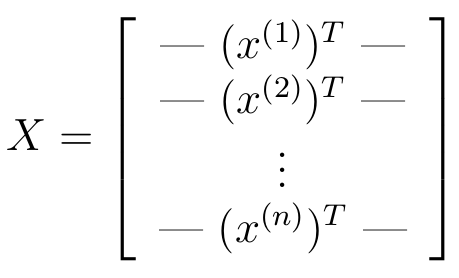 — (x^{(1)})^T —
— (x^{(2)})^T —
X =
⋮
— (x^{(n)})^T —